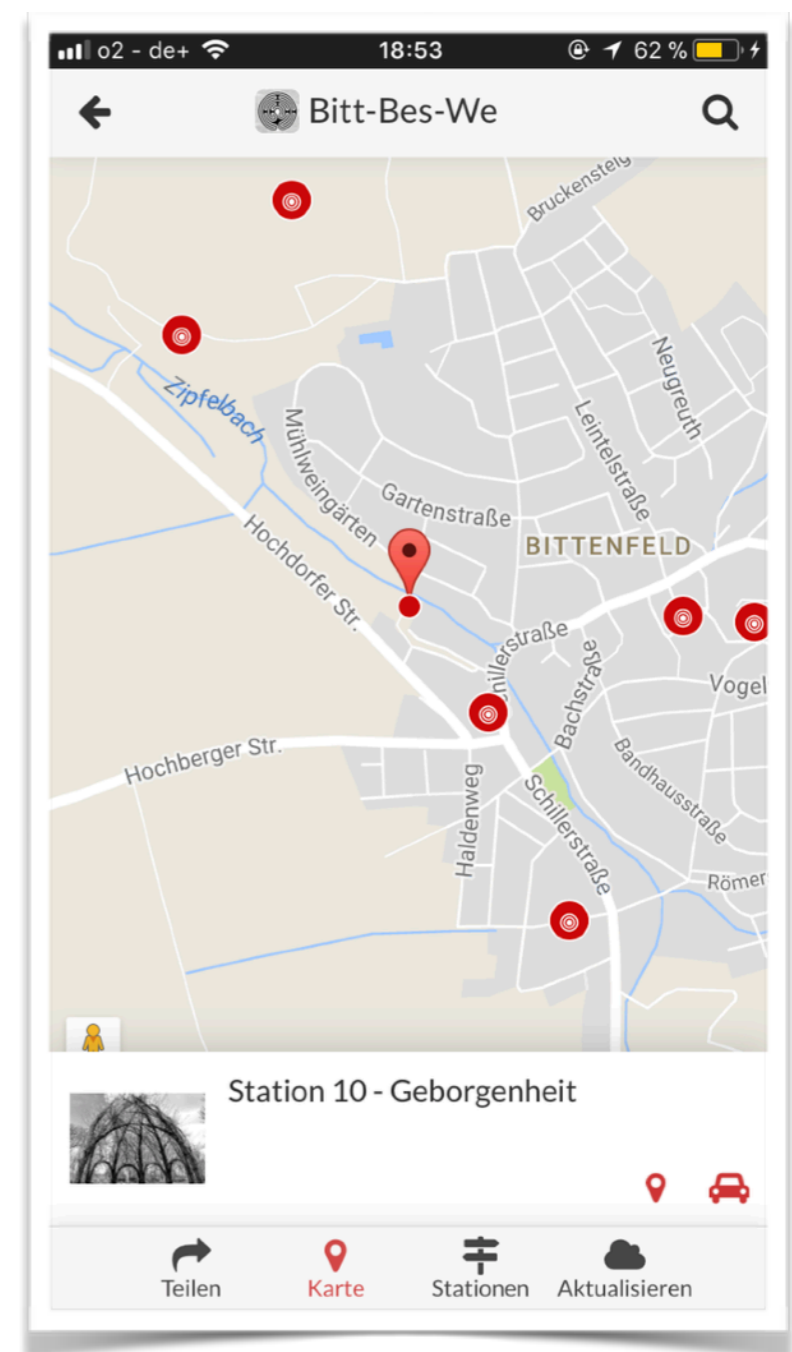 o2 - de+ 18:53 62 %
Bitt-Bes-We
Bruckensteig
Neugreuth
Zipfelbach
Leintelstraße
Mühlweingärten
Gartenstraße
Hochdorfer Str.
BITTENFELD
Schillerstraße
Bachstraße
Vogel
Hochberger Str.
Bandhausstraße
Haldenweg
Schillerstraße
Römer
Station 10 - Geborgenheit
Teilen Karte Stationen Aktualisieren